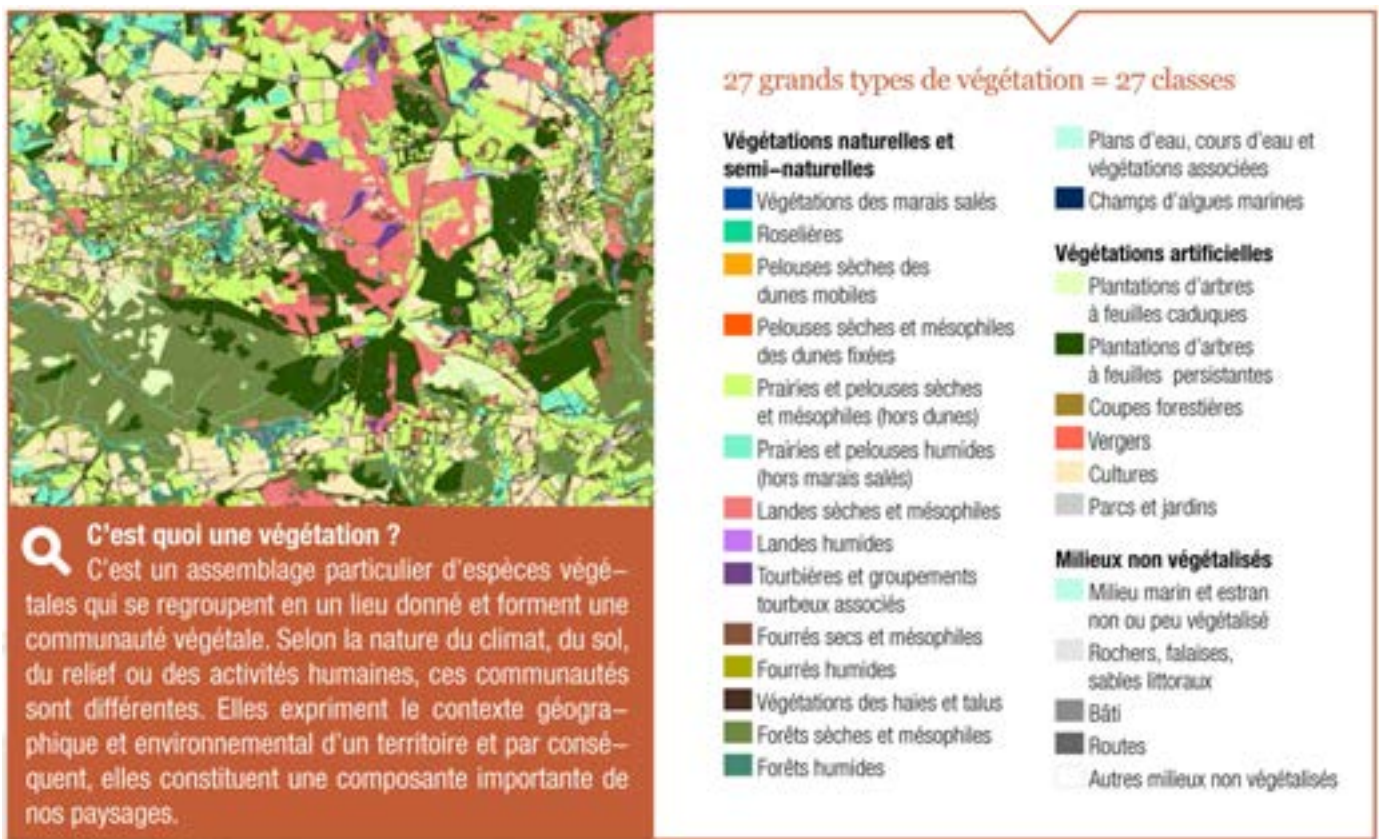 C'est quoi une végétation ?
C'est un assemblage particulier d'espèces végé–
tales qui se regroupent en un lieu donné et forment une
communauté végétale. Selon la nature du climat, du sol,
du relief ou des activités humaines, ces communautés
sont différentes. Elles expriment le contexte géogra–
phique et environnemental d'un territoire et par consé–
quent, elles constituent une composante importante de
nos paysages.
27 grands types de végétation = 27 classes
Végétations naturelles et
semi–naturelles
Végétations des marais salés
Roselières
Pelouses sèches des
dunes mobiles
Pelouses sèches et mésophiles
des dunes fixées
Prairies et pelouses sèches
et mésophiles (hors dunes)
Prairies et pelouses humides
(hors marais salés)
Landes sèches et mésophiles
Landes humides
Tourbières et groupements
tourbeux associés
Fourrés secs et mésophiles
Fourrés humides
Végétations des haies et talus
Forêts sèches et mésophiles
Forêts humides
Plans d'eau, cours d'eau et
végétations associées
Champs d'algues marines
Végétations artificielles
Plantations d'arbres
à feuilles caduques
Plantations d'arbres
à feuilles persistantes
Coupes forestières
Vergers
Cultures
Parcs et jardins
Milieux non végétalisés
Milieu marin et estran
non ou peu végétalisé
Rochers, falaises,
sables littoraux
Bâti
Routes
Autres milieux non végétalisés